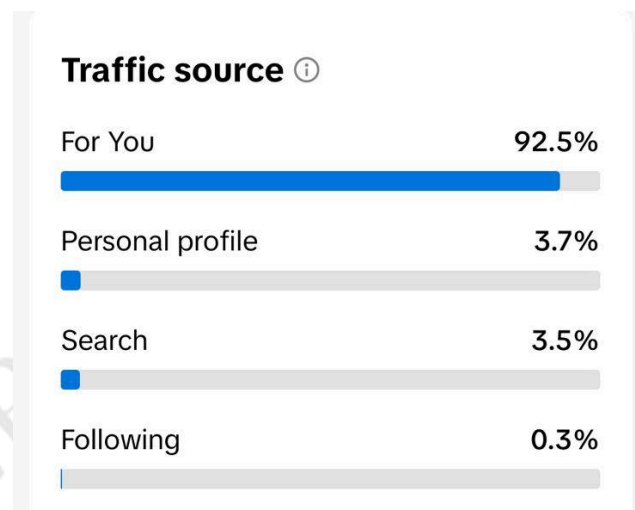 Traffic source
For You 92.5%
Personal profile 3.7%
Search 3.5%
Following 0.3%